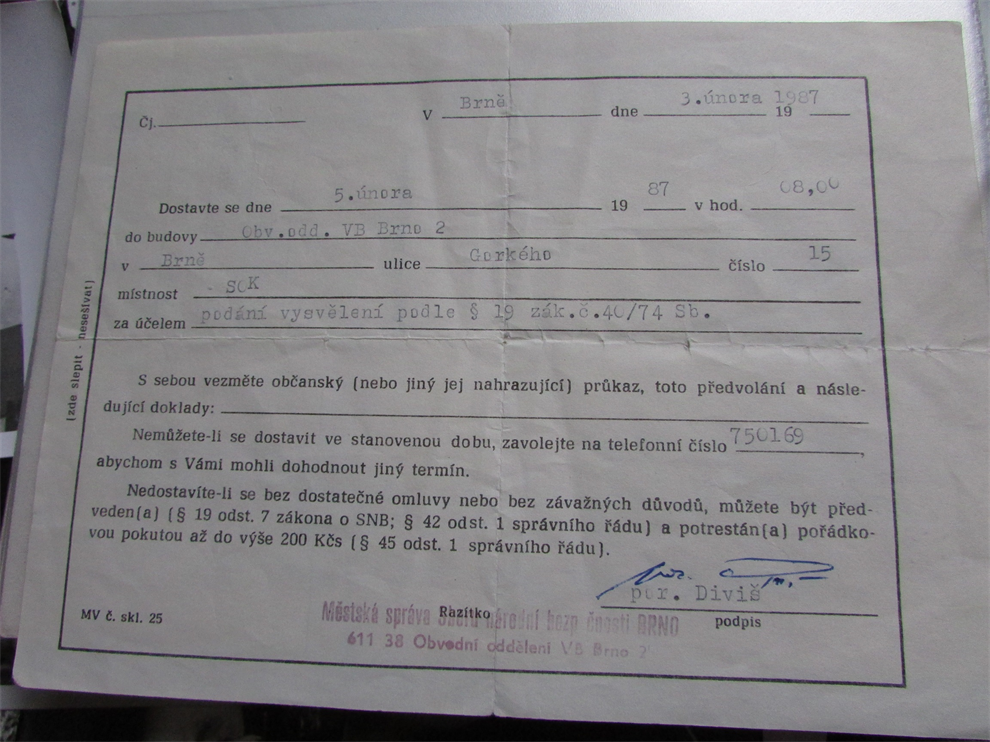 Čj. V Brně dne 3.února 1987 19
Dostavte se dne 5.února 19 87 v hod. 08,00
do budovy Obv.odd. VB Brno 2
v Brně ulice Gorkého číslo 15
místnost SOK
za účelem podání vysvělení podle § 19 zák.č.40/74 Sb.
(zde slepit - nesešívat)
S sebou vezměte občanský (nebo jiný jej nahrazující) průkaz, toto předvolání a násle-
dující doklady:
Nemůžete-li se dostavit ve stanovenou dobu, zavolejte na telefonní číslo 750169,
abychom s Vámi mohli dohodnout jiný termín.
Nedostavíte-li se bez dostatečné omluvy nebo bez závažných důvodů, můžete být před-
veden(a) (§ 19 odst. 7 zákona o SNB; § 42 odst. 1 správního řádu) a potrestán(a) pořádko-
vou pokutou až do výše 200 Kčs (§ 45 odst. 1 správního řádu).
por. Diviš
MV č. skl. 25 Razítko podpis
Městská správa Sboru národní bezp čnosti BRNO
611 38 Obvodní oddělení VB Brno 2